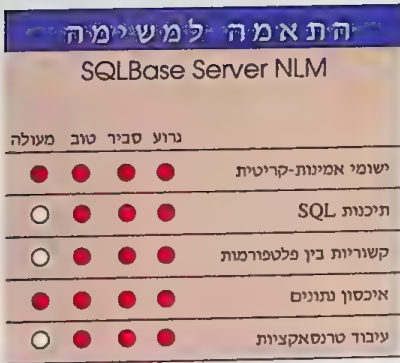 התאמה למשימה
SQLBase Server NLM
גרוע סביר טוב מעולה
ישומי אמינות-קריטית
תיכנות SQL
קשוריות בין פלטפורמות
איכסון נתונים
עיבוד טרנסאקציות